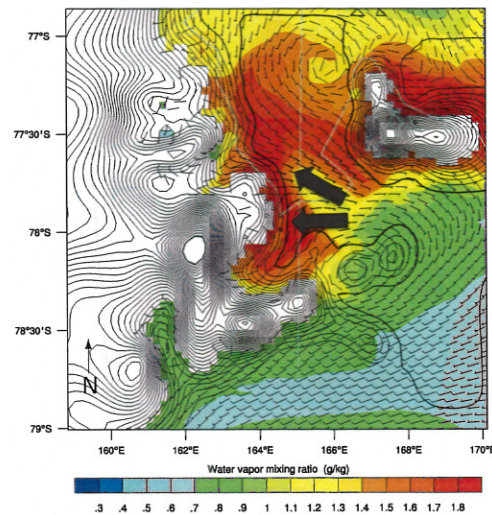 77°S
77°30'S
78°S
78°30'S
79°S
N
160°E 162°E 164°E 166°E 168°E 170°E
Water vapor mixing ratio (g/kg)
.3 .4 .5 .6 .7 .8 .9 1 1.1 1.2 1.3 1.4 1.5 1.6 1.7 1.8